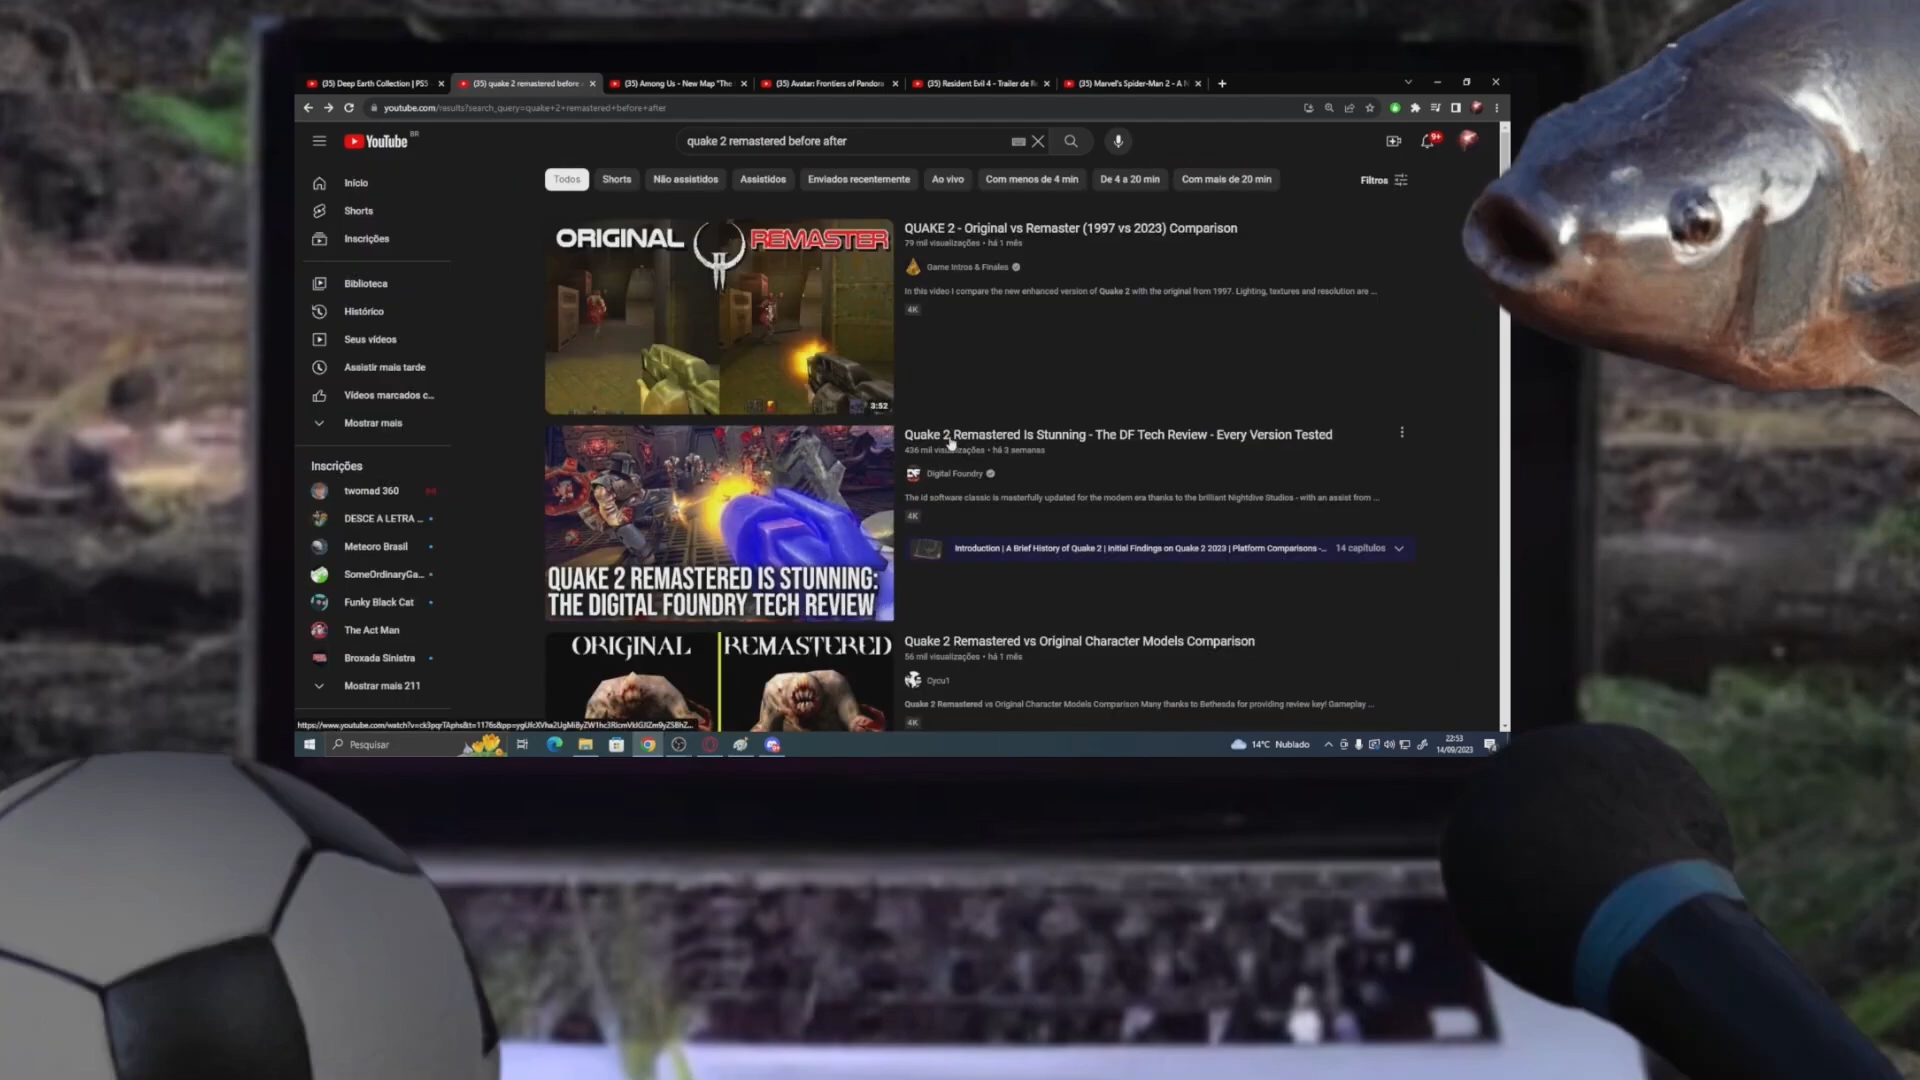 (35) Deep Earth Collection | PS5
(35) quake 2 remastered before
(35) Among Us - New Map "The
(35) Avatar: Frontiers of Pandora
(35) Resident Evil 4 - Trailer de
(35) Marvel's Spider-Man 2 - A
youtube.com/results?search_query=quake+2+remastered+before+after
YouTube BR
quake 2 remastered before after
9+
Todos
Shorts
Não assistidos
Assistidos
Enviados recentemente
Ao vivo
Com menos de 4 min
De 4 a 20 min
Com mais de 20 min
Filtros
Início
Shorts
Inscrições
Biblioteca
Histórico
Seus vídeos
Assistir mais tarde
Vídeos marcados c...
Mostrar mais
Inscrições
twomad 360
DESCE A LETRA ...
Meteoro Brasil
SomeOrdinaryGa...
Funky Black Cat
The Act Man
Broxada Sinistra
Mostrar mais 211
ORIGINAL
REMASTER
3:52
QUAKE 2 - Original vs Remaster (1997 vs 2023) Comparison
79 mil visualizações • há 1 mês
Game Intros & Finales
In this video I compare the new enhanced version of Quake 2 with the original from 1997. Lighting, textures and resolution are ...
4K
QUAKE 2 REMASTERED IS STUNNING:
THE DIGITAL FOUNDRY TECH REVIEW
Quake 2 Remastered Is Stunning - The DF Tech Review - Every Version Tested
436 mil visualizações • há 3 semanas
DF Digital Foundry
The id software classic is masterfully updated for the modern era thanks to the brilliant Nightdive Studios - with an assist from ...
4K
Introduction | A Brief History of Quake 2 | Initial Findings on Quake 2 2023 | Platform Comparisons -... 14 capítulos
ORIGINAL
REMASTERED
Quake 2 Remastered vs Original Character Models Comparison
56 mil visualizações • há 1 mês
Cycu1
Quake 2 Remastered vs Original Character Models Comparison Many thanks to Bethesda for providing review key! Gameplay ...
4K
Pesquisar
14°C Nublado
22:53
14/09/2023